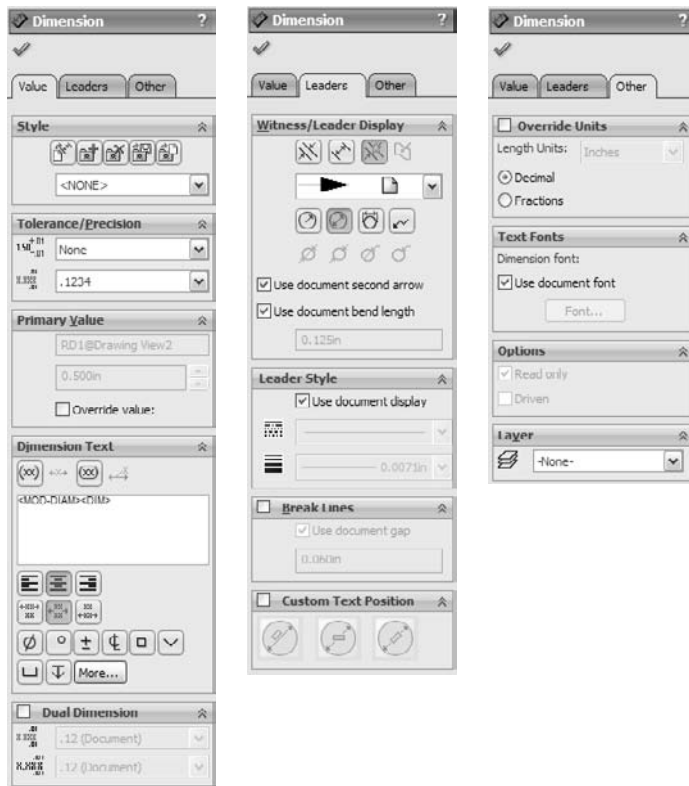 Dimension ?
Value Leaders Other
Style
<NONE>
Tolerance/Precision
None
.1234
Primary Value
RD1@Drawing View2
0.500in
Override value:
Dimension Text
(xx) (xx)
<MOD-DIAM><DIM>
More...
Dual Dimension
.12 (Document)
.12 (Document)
Dimension ?
Value Leaders Other
Witness/Leader Display
Use document second arrow
Use document bend length
0.125in
Leader Style
Use document display
0.0071in
Break Lines
Use document gap
0.060in
Custom Text Position
Dimension ?
Value Leaders Other
Override Units
Length Units: Inches
Decimal
Fractions
Text Fonts
Dimension font:
Use document font
Font...
Options
Read only
Driven
Layer
-None-